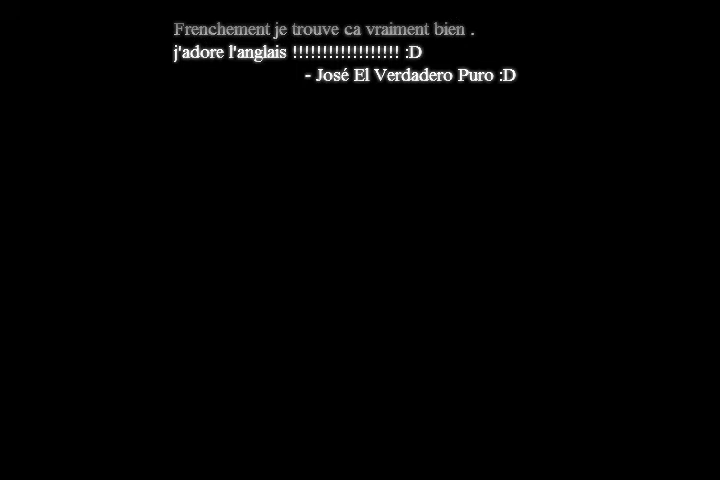 Frenchement je trouve ca vraiment bien .
j'adore l'anglais !!!!!!!!!!!!!!!!!! :D
- José El Verdadero Puro :D